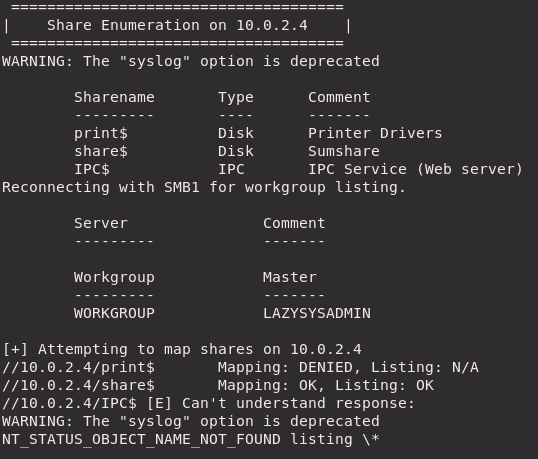 =====================================
|    Share Enumeration on 10.0.2.4    |
=====================================
WARNING: The "syslog" option is deprecated
Sharename       Type      Comment
---------       ----      -------
print$          Disk      Printer Drivers
share$          Disk      Sumshare
IPC$            IPC       IPC Service (Web server)
Reconnecting with SMB1 for workgroup listing.
Server               Comment
---------            -------
Workgroup            Master
---------            -------
WORKGROUP            LAZYSYSADMIN
[+] Attempting to map shares on 10.0.2.4
//10.0.2.4/print$       Mapping: DENIED, Listing: N/A
//10.0.2.4/share$       Mapping: OK, Listing: OK
//10.0.2.4/IPC$ [E] Can't understand response:
WARNING: The "syslog" option is deprecated
NT_STATUS_OBJECT_NAME_NOT_FOUND listing \*